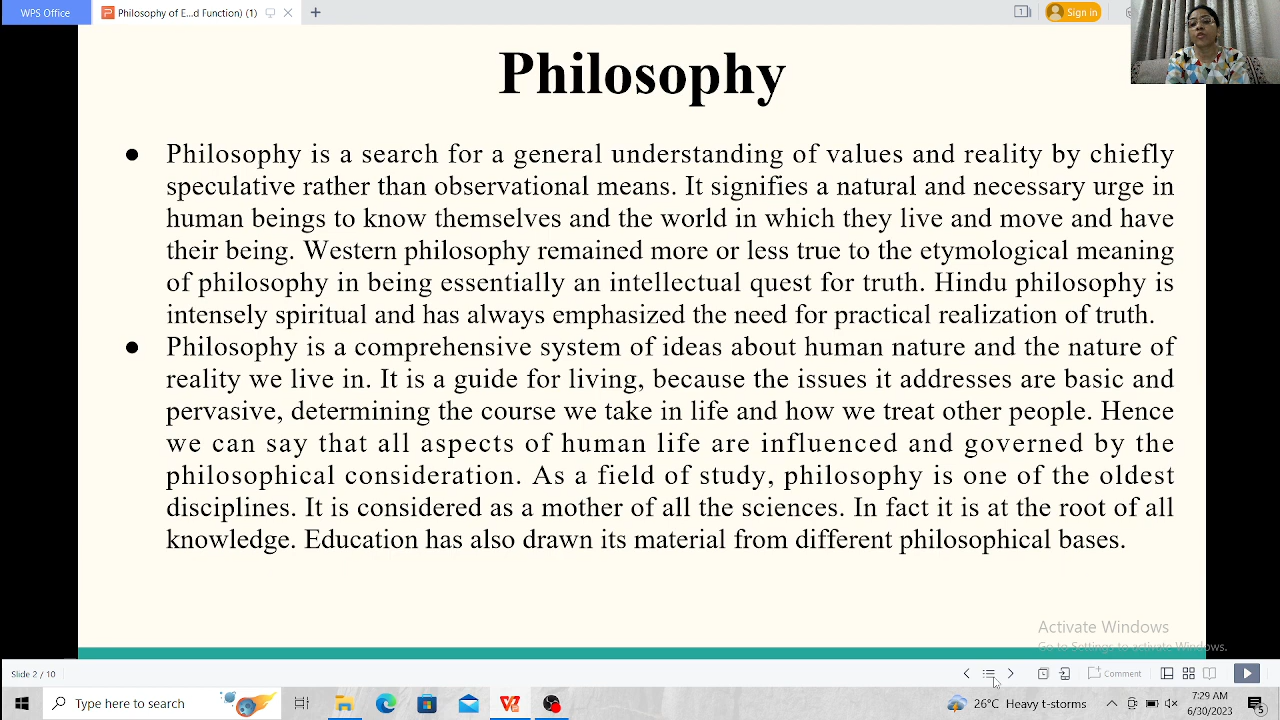 WPS Office
Philosophy of E...d Function) (1)
1
Sign in
Philosophy
● Philosophy is a search for a general understanding of values and reality by chiefly
speculative rather than observational means. It signifies a natural and necessary urge in
human beings to know themselves and the world in which they live and move and have
their being. Western philosophy remained more or less true to the etymological meaning
of philosophy in being essentially an intellectual quest for truth. Hindu philosophy is
intensely spiritual and has always emphasized the need for practical realization of truth.
● Philosophy is a comprehensive system of ideas about human nature and the nature of
reality we live in. It is a guide for living, because the issues it addresses are basic and
pervasive, determining the course we take in life and how we treat other people. Hence
we can say that all aspects of human life are influenced and governed by the
philosophical consideration. As a field of study, philosophy is one of the oldest
disciplines. It is considered as a mother of all the sciences. In fact it is at the root of all
knowledge. Education has also drawn its material from different philosophical bases.
Activate Windows
Go to Settings to activate Windows.
Slide 2 / 10
Comment
Type here to search
26°C Heavy t-storms
7:29 AM
6/30/2023
5